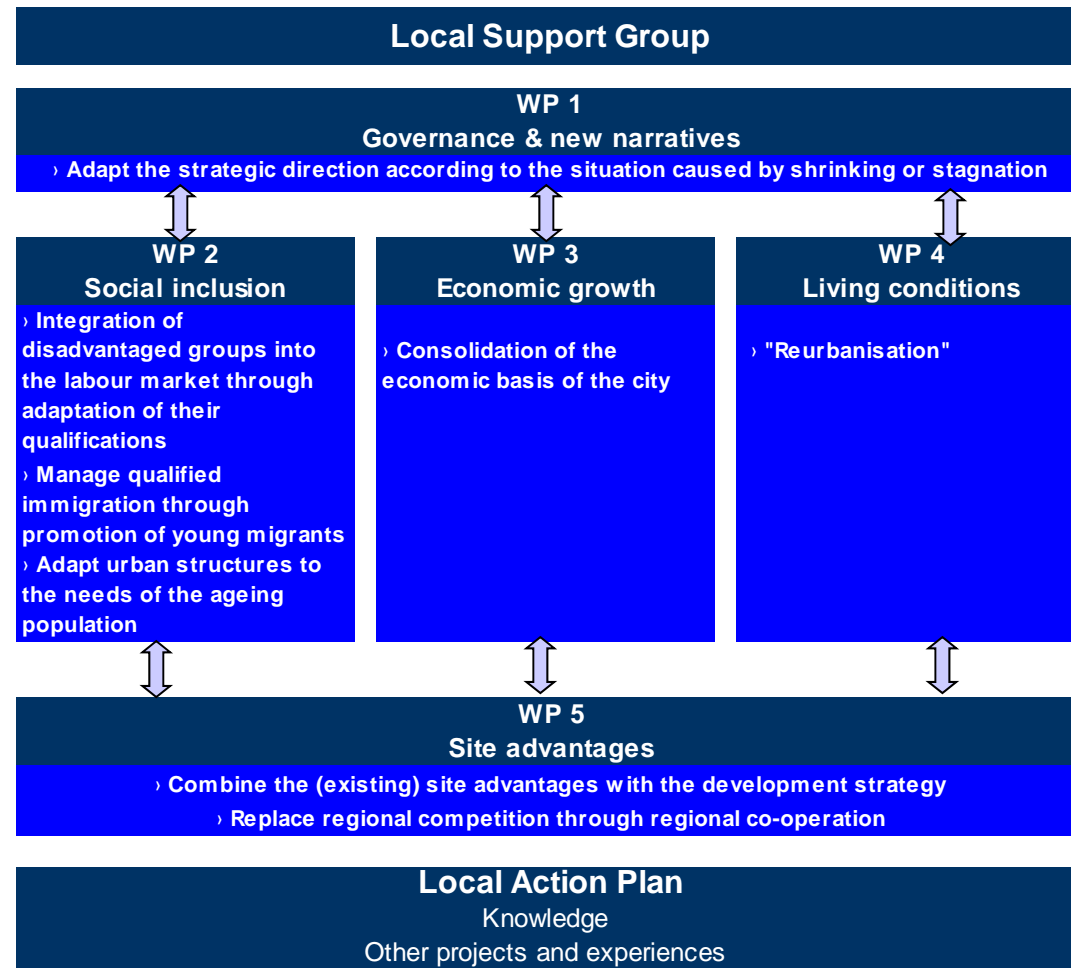 Local Support Group
WP 1
Governance & new narratives
› Adapt the strategic direction according to the situation caused by shrinking or stagnation
WP 2
Social inclusion
› Integration of
disadvantaged groups into
the labour market through
adaptation of their
qualifications
› Manage qualified
immigration through
promotion of young migrants
› Adapt urban structures to
the needs of the ageing
population
WP 3
Economic growth
› Consolidation of the
economic basis of the city
WP 4
Living conditions
› "Reurbanisation"
WP 5
Site advantages
› Combine the (existing) site advantages with the development strategy
› Replace regional competition through regional co-operation
Local Action Plan
Knowledge
Other projects and experiences